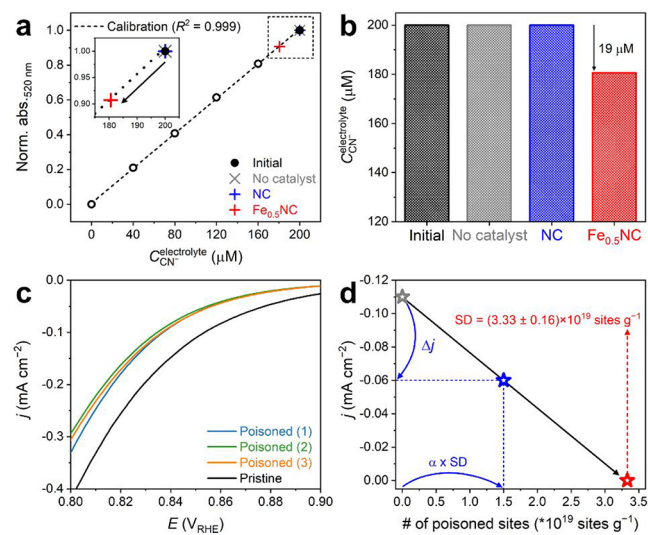 a
Calibration (R² = 0.999)
Norm. abs.520 nm
1.0
0.8
0.6
0.4
0.2
0.0
1.00
0.95
0.90
180
200
Initial
No catalyst
NC
Fe0.5NC
0
40
80
120
160
200
C electrolyte CN− (µM)
b
C electrolyte CN− (µM)
200
180
160
140
120
19 µM
Initial
No catalyst
NC
Fe0.5NC
c
j (mA cm−2)
0.0
-0.1
-0.2
-0.3
-0.4
Poisoned (1)
Poisoned (2)
Poisoned (3)
Pristine
0.80
0.82
0.84
0.86
0.88
0.90
E (VRHE)
d
j (mA cm−2)
-0.12
-0.10
-0.08
-0.06
-0.04
-0.02
0.00
SD = (3.33 ± 0.16)×10¹⁹ sites g−1
Δj
α x SD
0.0
0.5
1.0
1.5
2.0
2.5
3.0
3.5
# of poisoned sites (*10¹⁹ sites g−1)